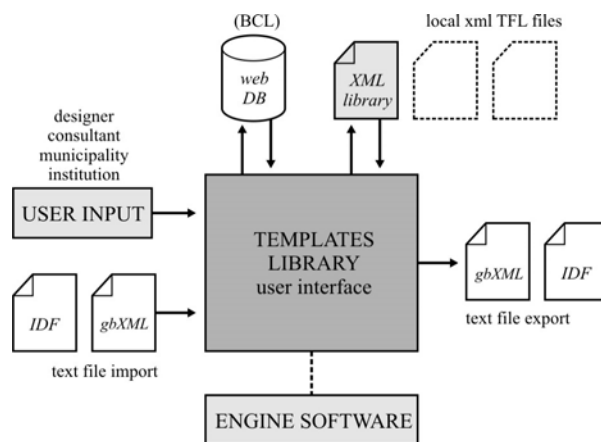 (BCL)
local xml TFL files
web
DB
XML
library
designer
consultant
municipality
institution
USER INPUT
TEMPLATES
LIBRARY
user interface
IDF
gbXML
text file import
gbXML
IDF
text file export
ENGINE SOFTWARE